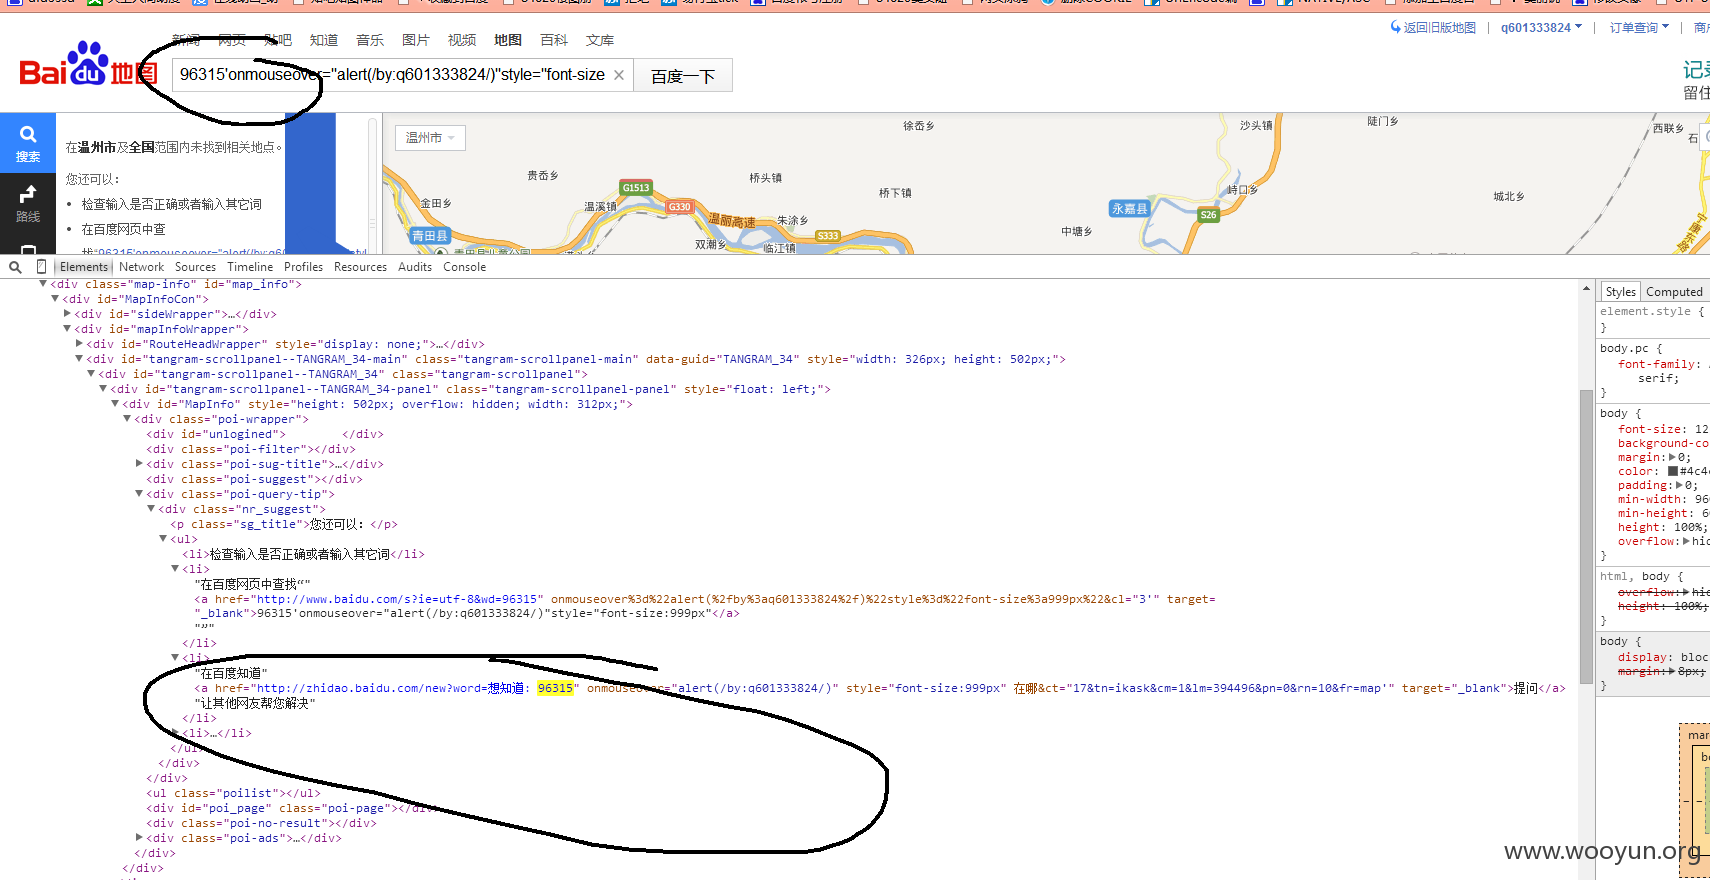 新闻 网页 贴吧 知道 音乐 图片 视频 地图 百科 文库
返回旧版地图 | q601333824 | 订单查询 |
Baidu地图
96315'onmouseover="alert(/by:q601333824/)"style="font-size
百度一下
搜索
路线
在温州市及全国范围内未找到相关地点。
您还可以：
检查输入是否正确或者输入其它词
在百度网页中查
温州市
徐岙乡
沙头镇
陡门乡
西联乡
贵岙乡
桥头镇
桥下镇
金田乡
G1513
温溪镇
G330
温丽高速
朱涂乡
青田县
双潮乡
临江镇
S333
中塘乡
永嘉县
S26
峙口乡
城北乡
宁康东路
Elements Network Sources Timeline Profiles Resources Audits Console
<div class="map-info" id="map_info">
<div id="MapInfoCon">
<div id="sideWrapper">…</div>
<div id="mapInfoWrapper">
<div id="RouteHeadWrapper" style="display: none;">…</div>
<div id="tangram-scrollpanel--TANGRAM_34-main" class="tangram-scrollpanel-main" data-guid="TANGRAM_34" style="width: 326px; height: 502px;">
<div id="tangram-scrollpanel--TANGRAM_34" class="tangram-scrollpanel">
<div id="tangram-scrollpanel--TANGRAM_34-panel" class="tangram-scrollpanel-panel" style="float: left;">
<div id="MapInfo" style="height: 502px; overflow: hidden; width: 312px;">
<div class="poi-wrapper">
<div id="unlogined"> </div>
<div class="poi-filter"></div>
<div class="poi-sug-title">…</div>
<div class="poi-suggest"></div>
<div class="poi-query-tip">
<div class="nr_suggest">
<p class="sg_title">您还可以：</p>
<ul>
<li>检查输入是否正确或者输入其它词</li>
<li>
"在百度网页中查找“"
<a href="http://www.baidu.com/s?ie=utf-8&wd=96315" onmouseover%3d%22alert(%2fby%3aq601333824%2f)%22style%3d%22font-size%3a999px%22&cl="3'" target=
"_blank">96315'onmouseover="alert(/by:q601333824/)"style="font-size:999px"</a>
"”"
</li>
<li>
"在百度知道"
<a href="http://zhidao.baidu.com/new?word=想知道: 96315" onmouseover="alert(/by:q601333824/)" style="font-size:999px" 在哪&ct="17&tn=ikask&cm=1&lm=394496&pn=0&rn=10&fr=map'" target="_blank">提问</a>
"让其他网友帮您解决"
</li>
<li>…</li>
</ul>
</div>
</div>
<ul class="poilist"></ul>
<div id="poi_page" class="poi-page"></div>
<div class="poi-no-result"></div>
<div class="poi-ads">…</div>
</div>
</div>
Styles Computed
element.style {
}
body.pc {
font-family:
serif;
}
body {
font-size: 12
background-co
margin: 0;
color: #4c4
padding: 0;
min-width: 96
min-height: 6
height: 100%;
overflow: hid
}
html, body {
overflow: hid
height: 100%;
}
body {
display: bloc
margin: 8px;
}
www.wooyun.org